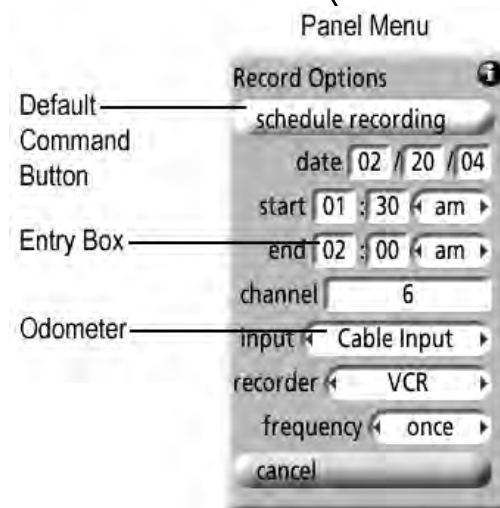 Panel Menu
Record Options i
Default
Command
Button
schedule recording
date 02 / 20 / 04
start 01 : 30 am
Entry Box
end 02 : 00 am
channel 6
Odometer
input Cable Input
recorder VCR
frequency once
cancel